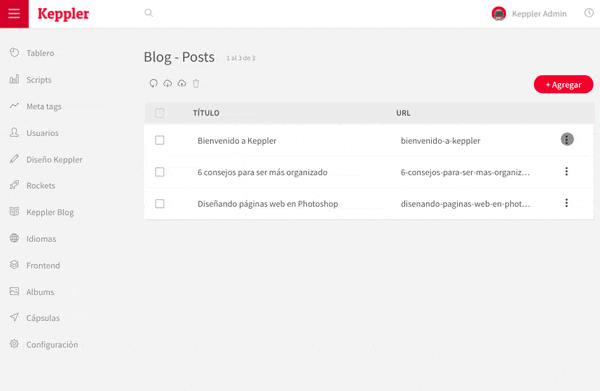 Keppler
Keppler Admin
Tablero
Scripts
Meta tags
Usuarios
Diseño Keppler
Rockets
Keppler Blog
Idiomas
Frontend
Albums
Cápsulas
Configuración
Blog - Posts 1 al 3 de 3
+ Agregar
TÍTULO URL
Bienvenido a Keppler bienvenido-a-keppler
6 consejos para ser más organizado 6-consejos-para-ser-mas-organiz...
Diseñando páginas web en Photoshop disenando-paginas-web-en-phot...